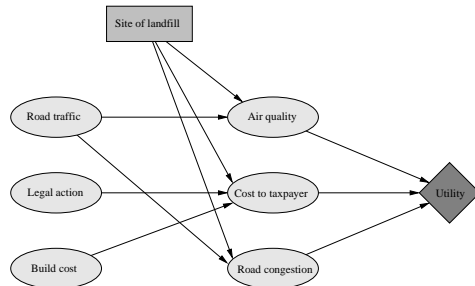 Site of landfill
Road traffic
Air quality
Legal action
Cost to taxpayer
Utility
Build cost
Road congestion